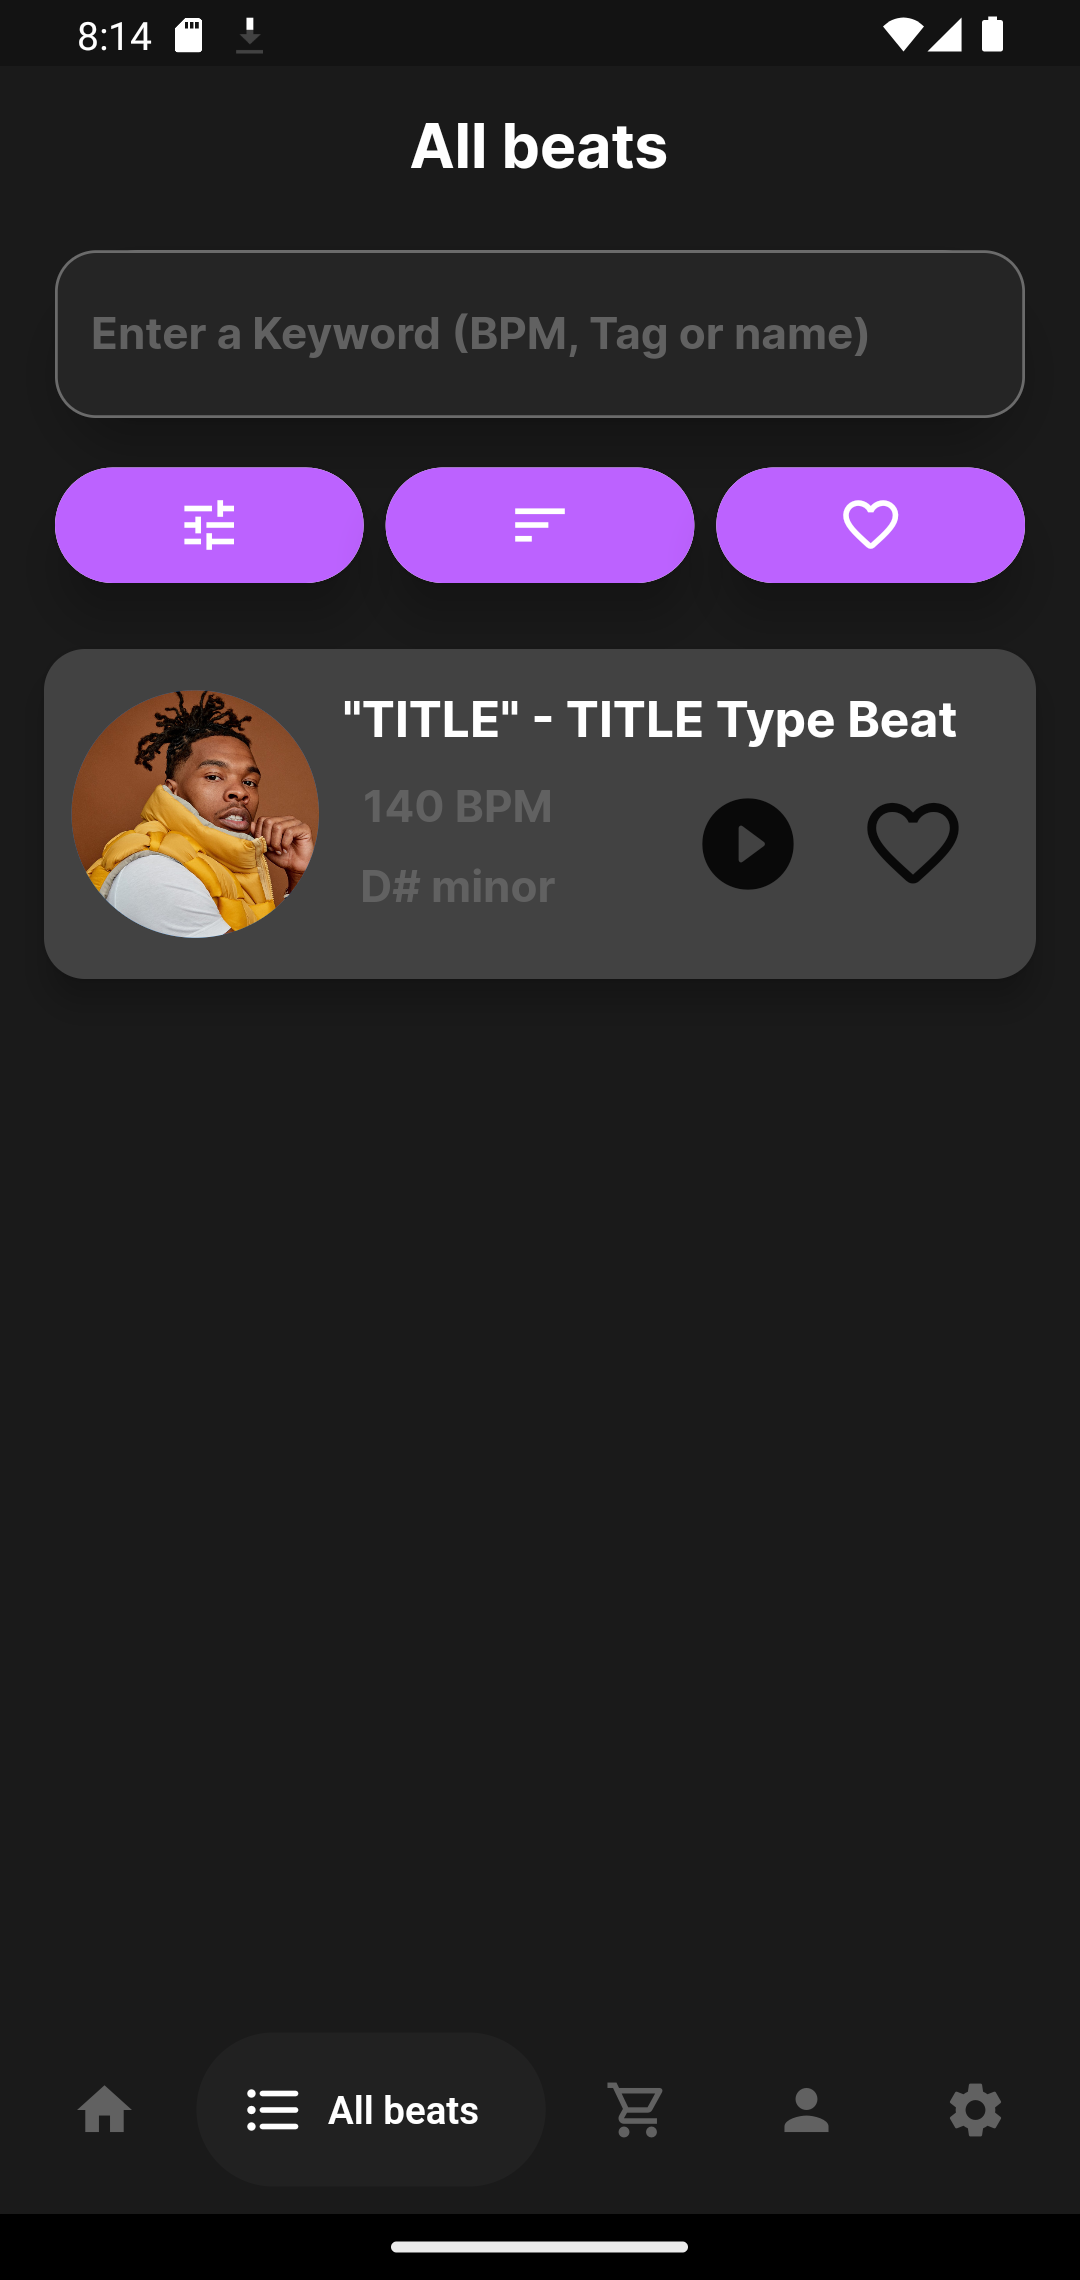 8:14
All beats
Enter a Keyword (BPM, Tag or name)
"TITLE" - TITLE Type Beat
140 BPM
D# minor
All beats